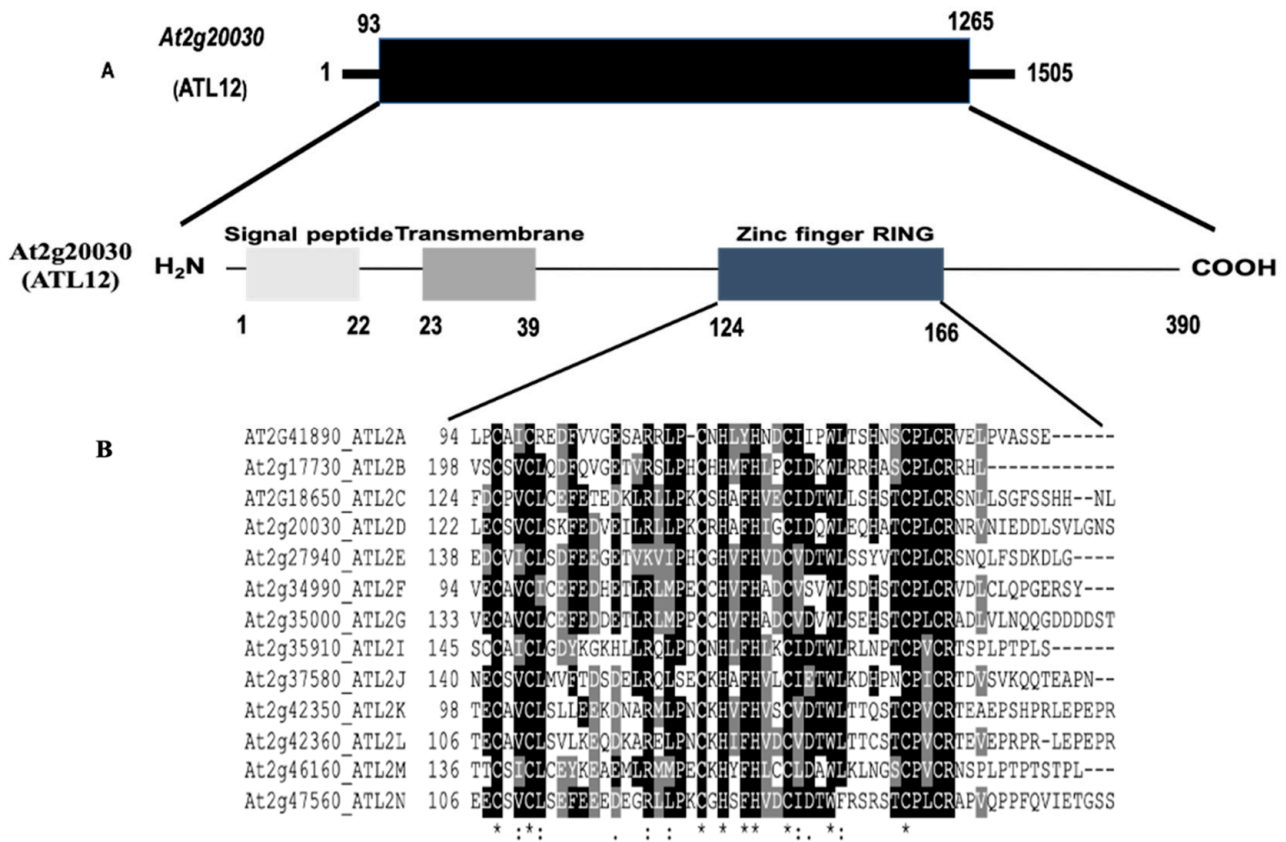 93 1265
At2g20030
A 1 1505
(ATL12)
Signal peptide Transmembrane Zinc finger RING
At2g20030
(ATL12) H₂N COOH
1 22 23 39 124 166 390
B
AT2G41890_ATL2A 94 LPCAICREDFVVGESARRLP-CNHLYHNDCIIPWLTSHNSCPLCRVELPVASSE------
At2g17730_ATL2B 198 VSCSVCLQDFQVGETVRSLPHCHHMFHLPCIDKWLRRHASCPLCRRHL------------
AT2G18650_ATL2C 124 FDCPVCLCEFETEDKLRLLPKCSHAFHVECIDTWLLSHSTCPLCRSNLLSGFSSHH--NL
At2g20030_ATL2D 122 LECSVCLSKFEDVEILRLLPKCRHAFHIGCIDQWLEQHATCPLCRNRVNIEDDLSVLGNS
At2g27940_ATL2E 138 EDCVICLSDFEEGETVKVIPHCGHVFHVDCVDTWLSSYVTCPLCRSNQLFSDKDLG----
At2g34990_ATL2F 94 VECAVCICEFEDHETLRLMPECCHVFHADCVSVWLSDHSTCPLCRVDLCLQPGERSY---
At2g35000_ATL2G 133 VECAVCLCEFEDDETLRLMPPCCHVFHADCVDVWLSEHSTCPLCRADLVLNQQGDDDDST
At2g35910_ATL2I 145 SCCAICLGDYKGKHLLRQLPDCNHLFHLKCIDTWLRLNPTCPVCRTSPLPTPLS------
At2g37580_ATL2J 140 NECSVCLMVFTDSDELRQLSECKHAFHVLCIETWLKDHPNCPICRTDVSVKQQTEAPN--
At2g42350_ATL2K 98 TECAVCLSLLEEKDNARMLPNCKHVFHVSCVDTWLTTQSTCPVCRTEAEPSHPRLEPEPR
At2g42360_ATL2L 106 TECAVCLSVLKEQDKARELPNCKHIFHVDCVDTWLTTCSTCPVCRTEVEPRPR-LEPEPR
At2g46160_ATL2M 136 TTCSICLCEYKEAEMLRMMPECKHYFHLCCLDAWLKLNGSCPVCRNSPLPTPTSTPL---
At2g47560_ATL2N 106 EECSVCLSEFEEEDEGRLLPKCGHSFHVDCIDTWFRSRSTCPLCRAPVQPPFQVIETGSS
* :*: . : : * * ** *:. *: *